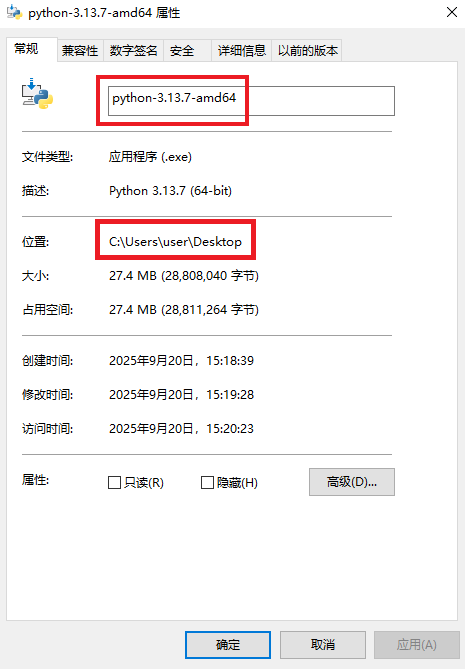 python-3.13.7-amd64 属性
常规 兼容性 数字签名 安全 详细信息 以前的版本
python-3.13.7-amd64
文件类型: 应用程序 (.exe)
描述: Python 3.13.7 (64-bit)
位置: C:\Users\user\Desktop
大小: 27.4 MB (28,808,040 字节)
占用空间: 27.4 MB (28,811,264 字节)
创建时间: 2025年9月20日，15:18:39
修改时间: 2025年9月20日，15:19:28
访问时间: 2025年9月20日，15:20:23
属性: 只读(R) 隐藏(H) 高级(D)...
确定 取消 应用(A)